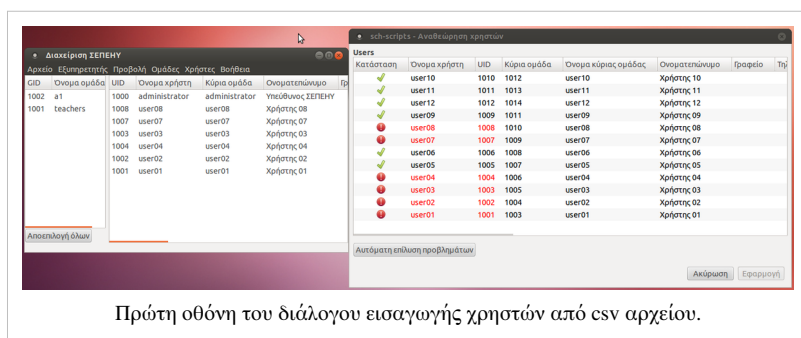 sch-scripts - Αναθεώρηση χρηστών
Διαχείριση ΣΕΠΕΗΥ
Αρχείο Εξυπηρετητής Προβολή Ομάδες Χρήστες Βοήθεια
GID Όνομα ομάδα UID Όνομα χρήστη Κύρια ομάδα Ονοματεπώνυμο Γρ
1002 a1 1000 administrator administrator Υπεύθυνος ΣΕΠΕΗΥ
1001 teachers 1008 user08 user08 Χρήστης 08
1007 user07 user07 Χρήστης 07
1003 user03 user03 Χρήστης 03
1004 user04 user04 Χρήστης 04
1002 user02 user02 Χρήστης 02
1001 user01 user01 Χρήστης 01
Αποεπιλογή όλων
Users
Κατάσταση Όνομα χρήστη UID Κύρια ομάδα Όνομα κύριας ομάδας Ονοματεπώνυμο Γραφείο Τηλ
user10 1010 1012 user10 Χρήστης 10
user11 1011 1013 user11 Χρήστης 11
user12 1012 1014 user12 Χρήστης 12
user09 1009 1011 user09 Χρήστης 09
user08 1008 1010 user08 Χρήστης 08
user07 1007 1009 user07 Χρήστης 07
user06 1006 1008 user06 Χρήστης 06
user05 1005 1007 user05 Χρήστης 05
user04 1004 1006 user04 Χρήστης 04
user03 1003 1005 user03 Χρήστης 03
user02 1002 1004 user02 Χρήστης 02
user01 1001 1003 user01 Χρήστης 01
Αυτόματη επίλυση προβλημάτων
Ακύρωση Εφαρμογή
Πρώτη οθόνη του διάλογου εισαγωγής χρηστών από csv αρχείου.